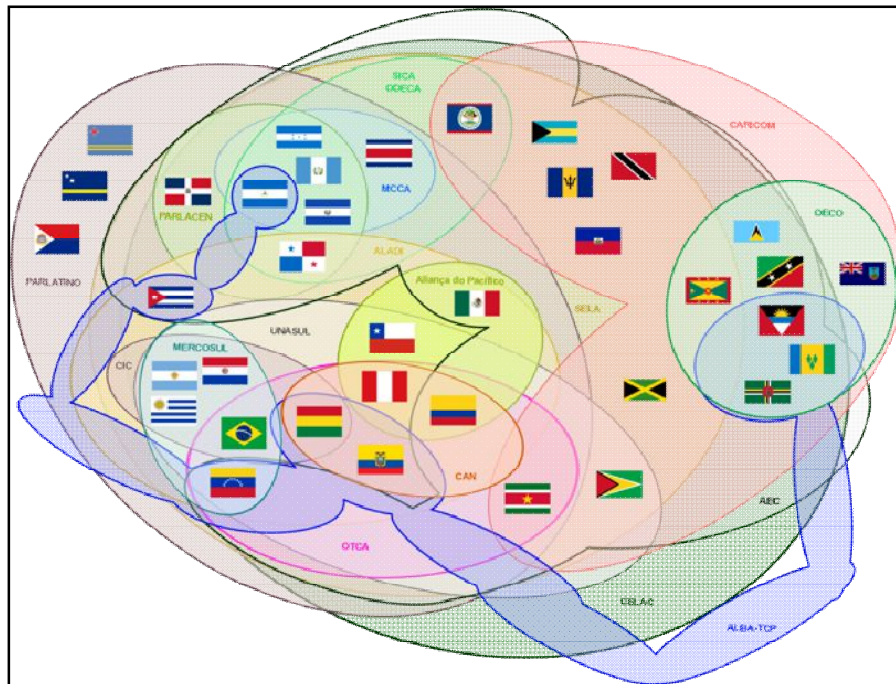 SICA
ODECA
CARICOM
MCCA
PARLACEN
OECO
ALADI
PARLATINO
Aliança do Pacífico
SELA
UNASUL
MERCOSUL
CIC
CAN
AEC
OTCA
CELAC
ALBA-TCP